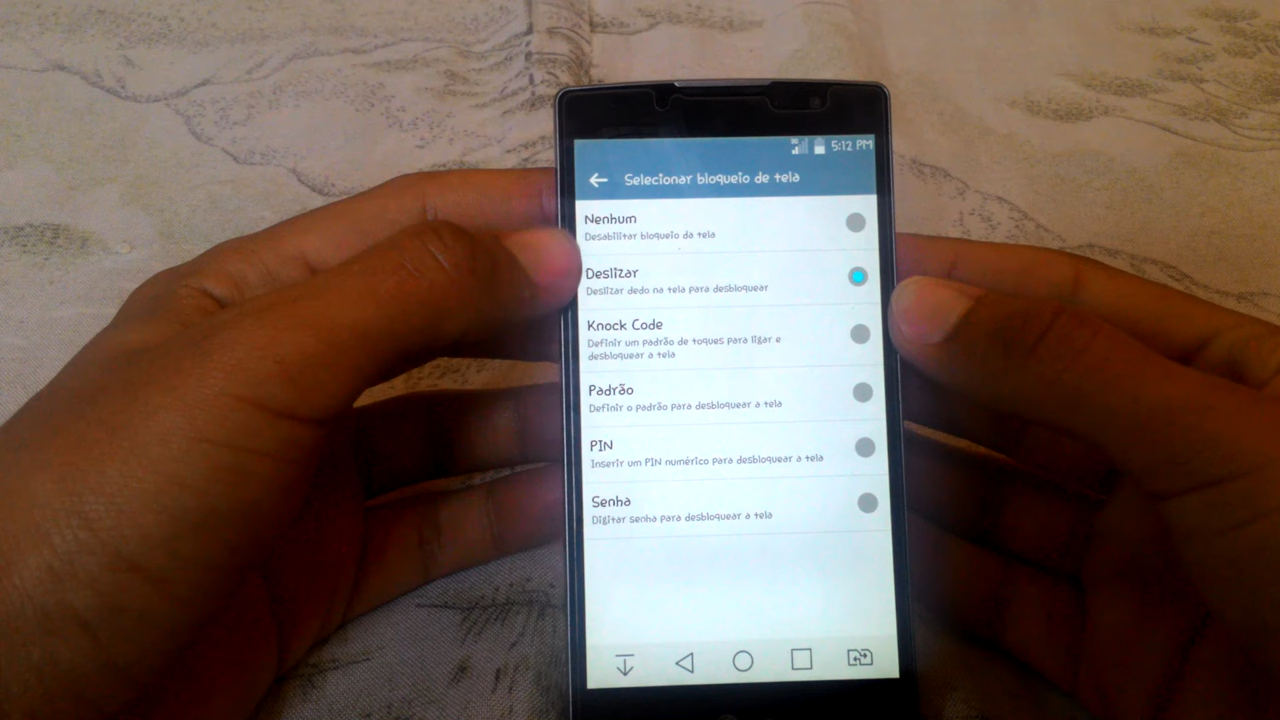 5:12 PM
Selecionar bloqueio de tela
Nenhum
Desabilitar bloqueio da tela
Deslizar
Deslizar dedo na tela para desbloquear
Knock Code
Definir um padrão de toques para ligar e
desbloquear a tela
Padrão
Definir o padrão para desbloquear a tela
PIN
Inserir um PIN numérico para desbloquear a tela
Senha
Digitar senha para desbloquear a tela